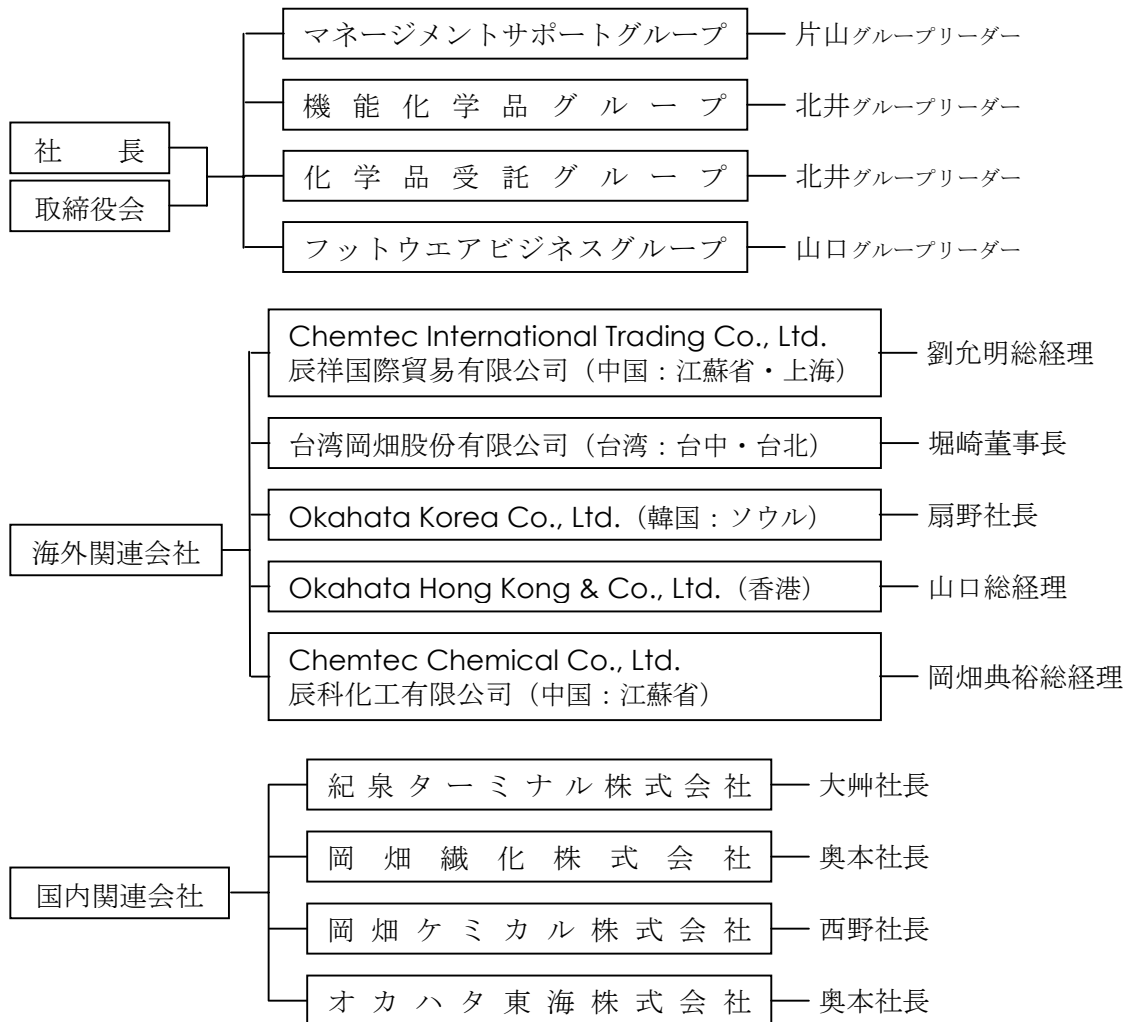 社長
取締役会
マネージメントサポートグループ 片山グループリーダー
機能化学品グループ 北井グループリーダー
化学品受託グループ 北井グループリーダー
フットウエアビジネスグループ 山口グループリーダー
海外関連会社
Chemtec International Trading Co., Ltd.
辰祥国際貿易有限公司（中国：江蘇省・上海） 劉允明総経理
台湾岡畑股份有限公司（台湾：台中・台北） 堀崎董事長
Okahata Korea Co., Ltd.（韓国：ソウル） 扇野社長
Okahata Hong Kong & Co., Ltd.（香港） 山口総経理
Chemtec Chemical Co., Ltd.
辰科化工有限公司（中国：江蘇省） 岡畑典裕総経理
国内関連会社
紀泉ターミナル株式会社 大艸社長
岡畑繊化株式会社 奥本社長
岡畑ケミカル株式会社 西野社長
オカハタ東海株式会社 奥本社長